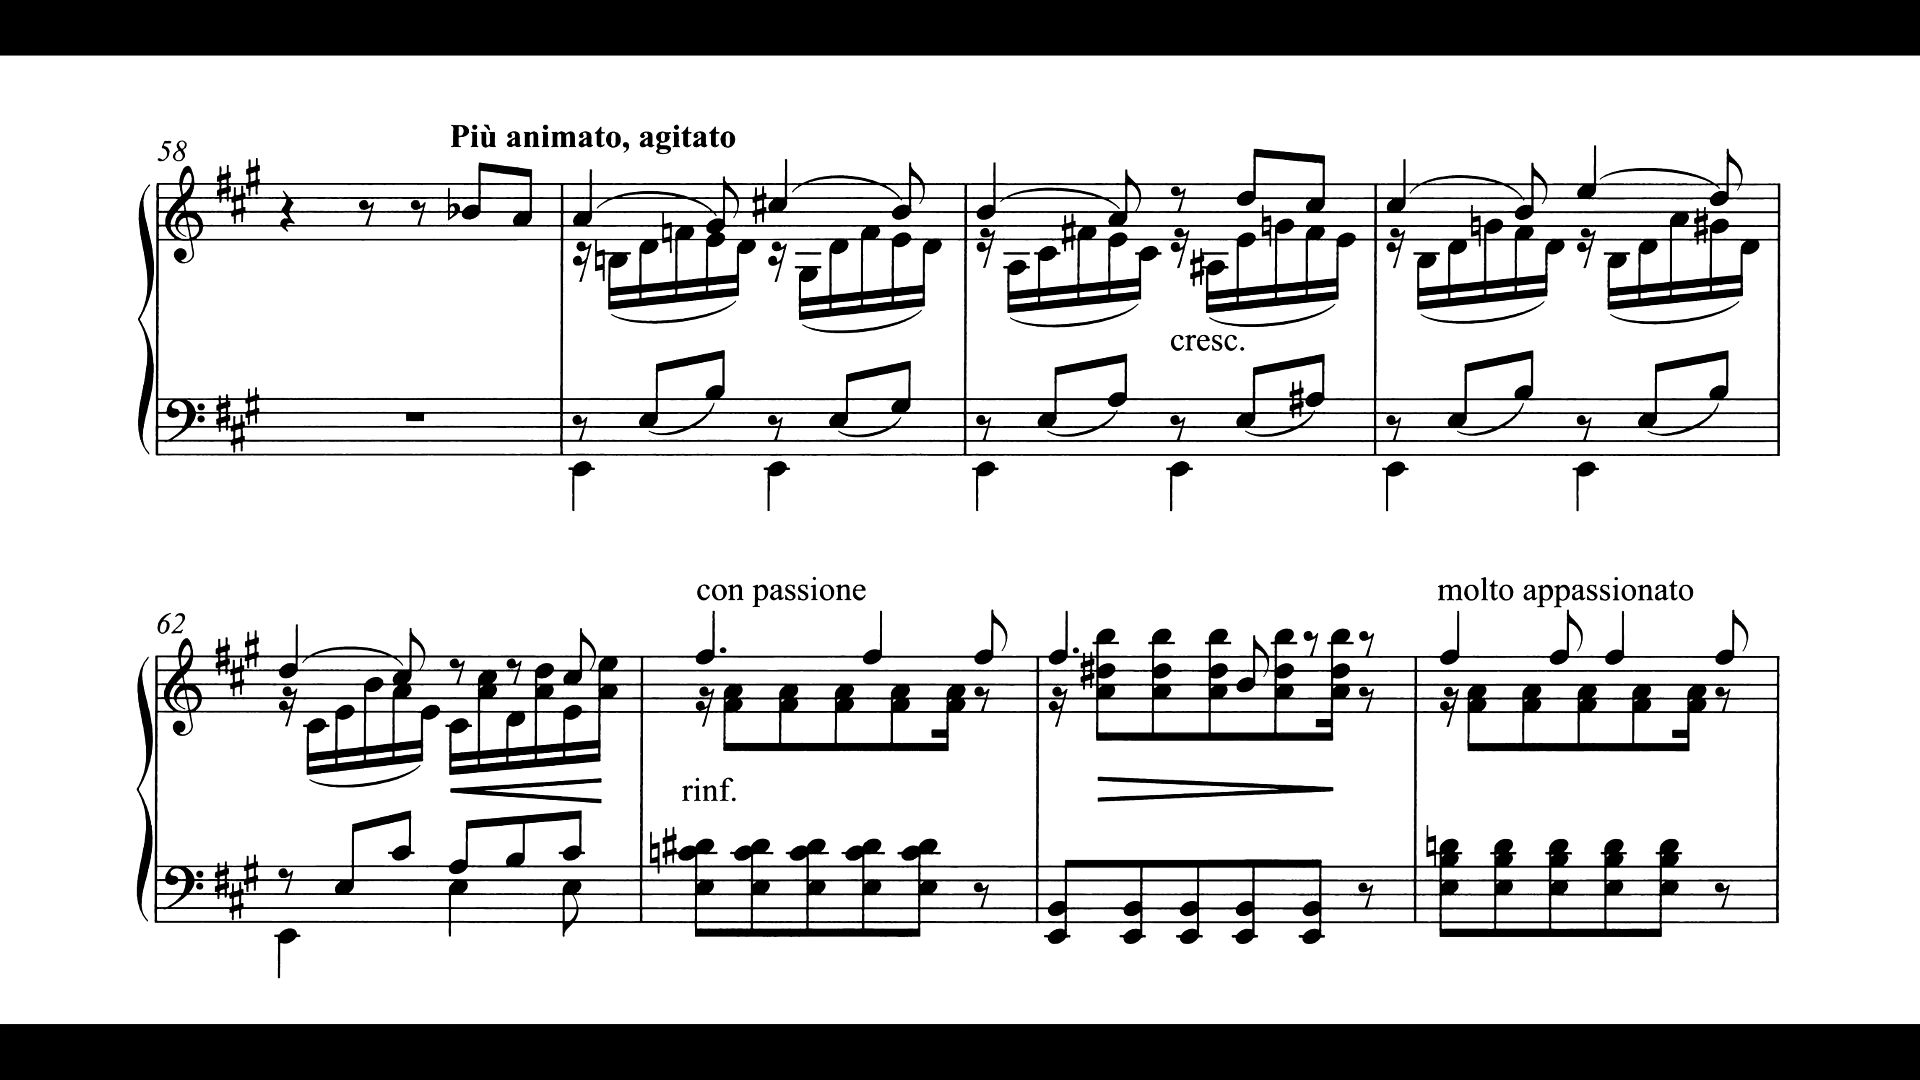 58
Più animato, agitato
cresc.
62
con passione
molto appassionato
rinf.